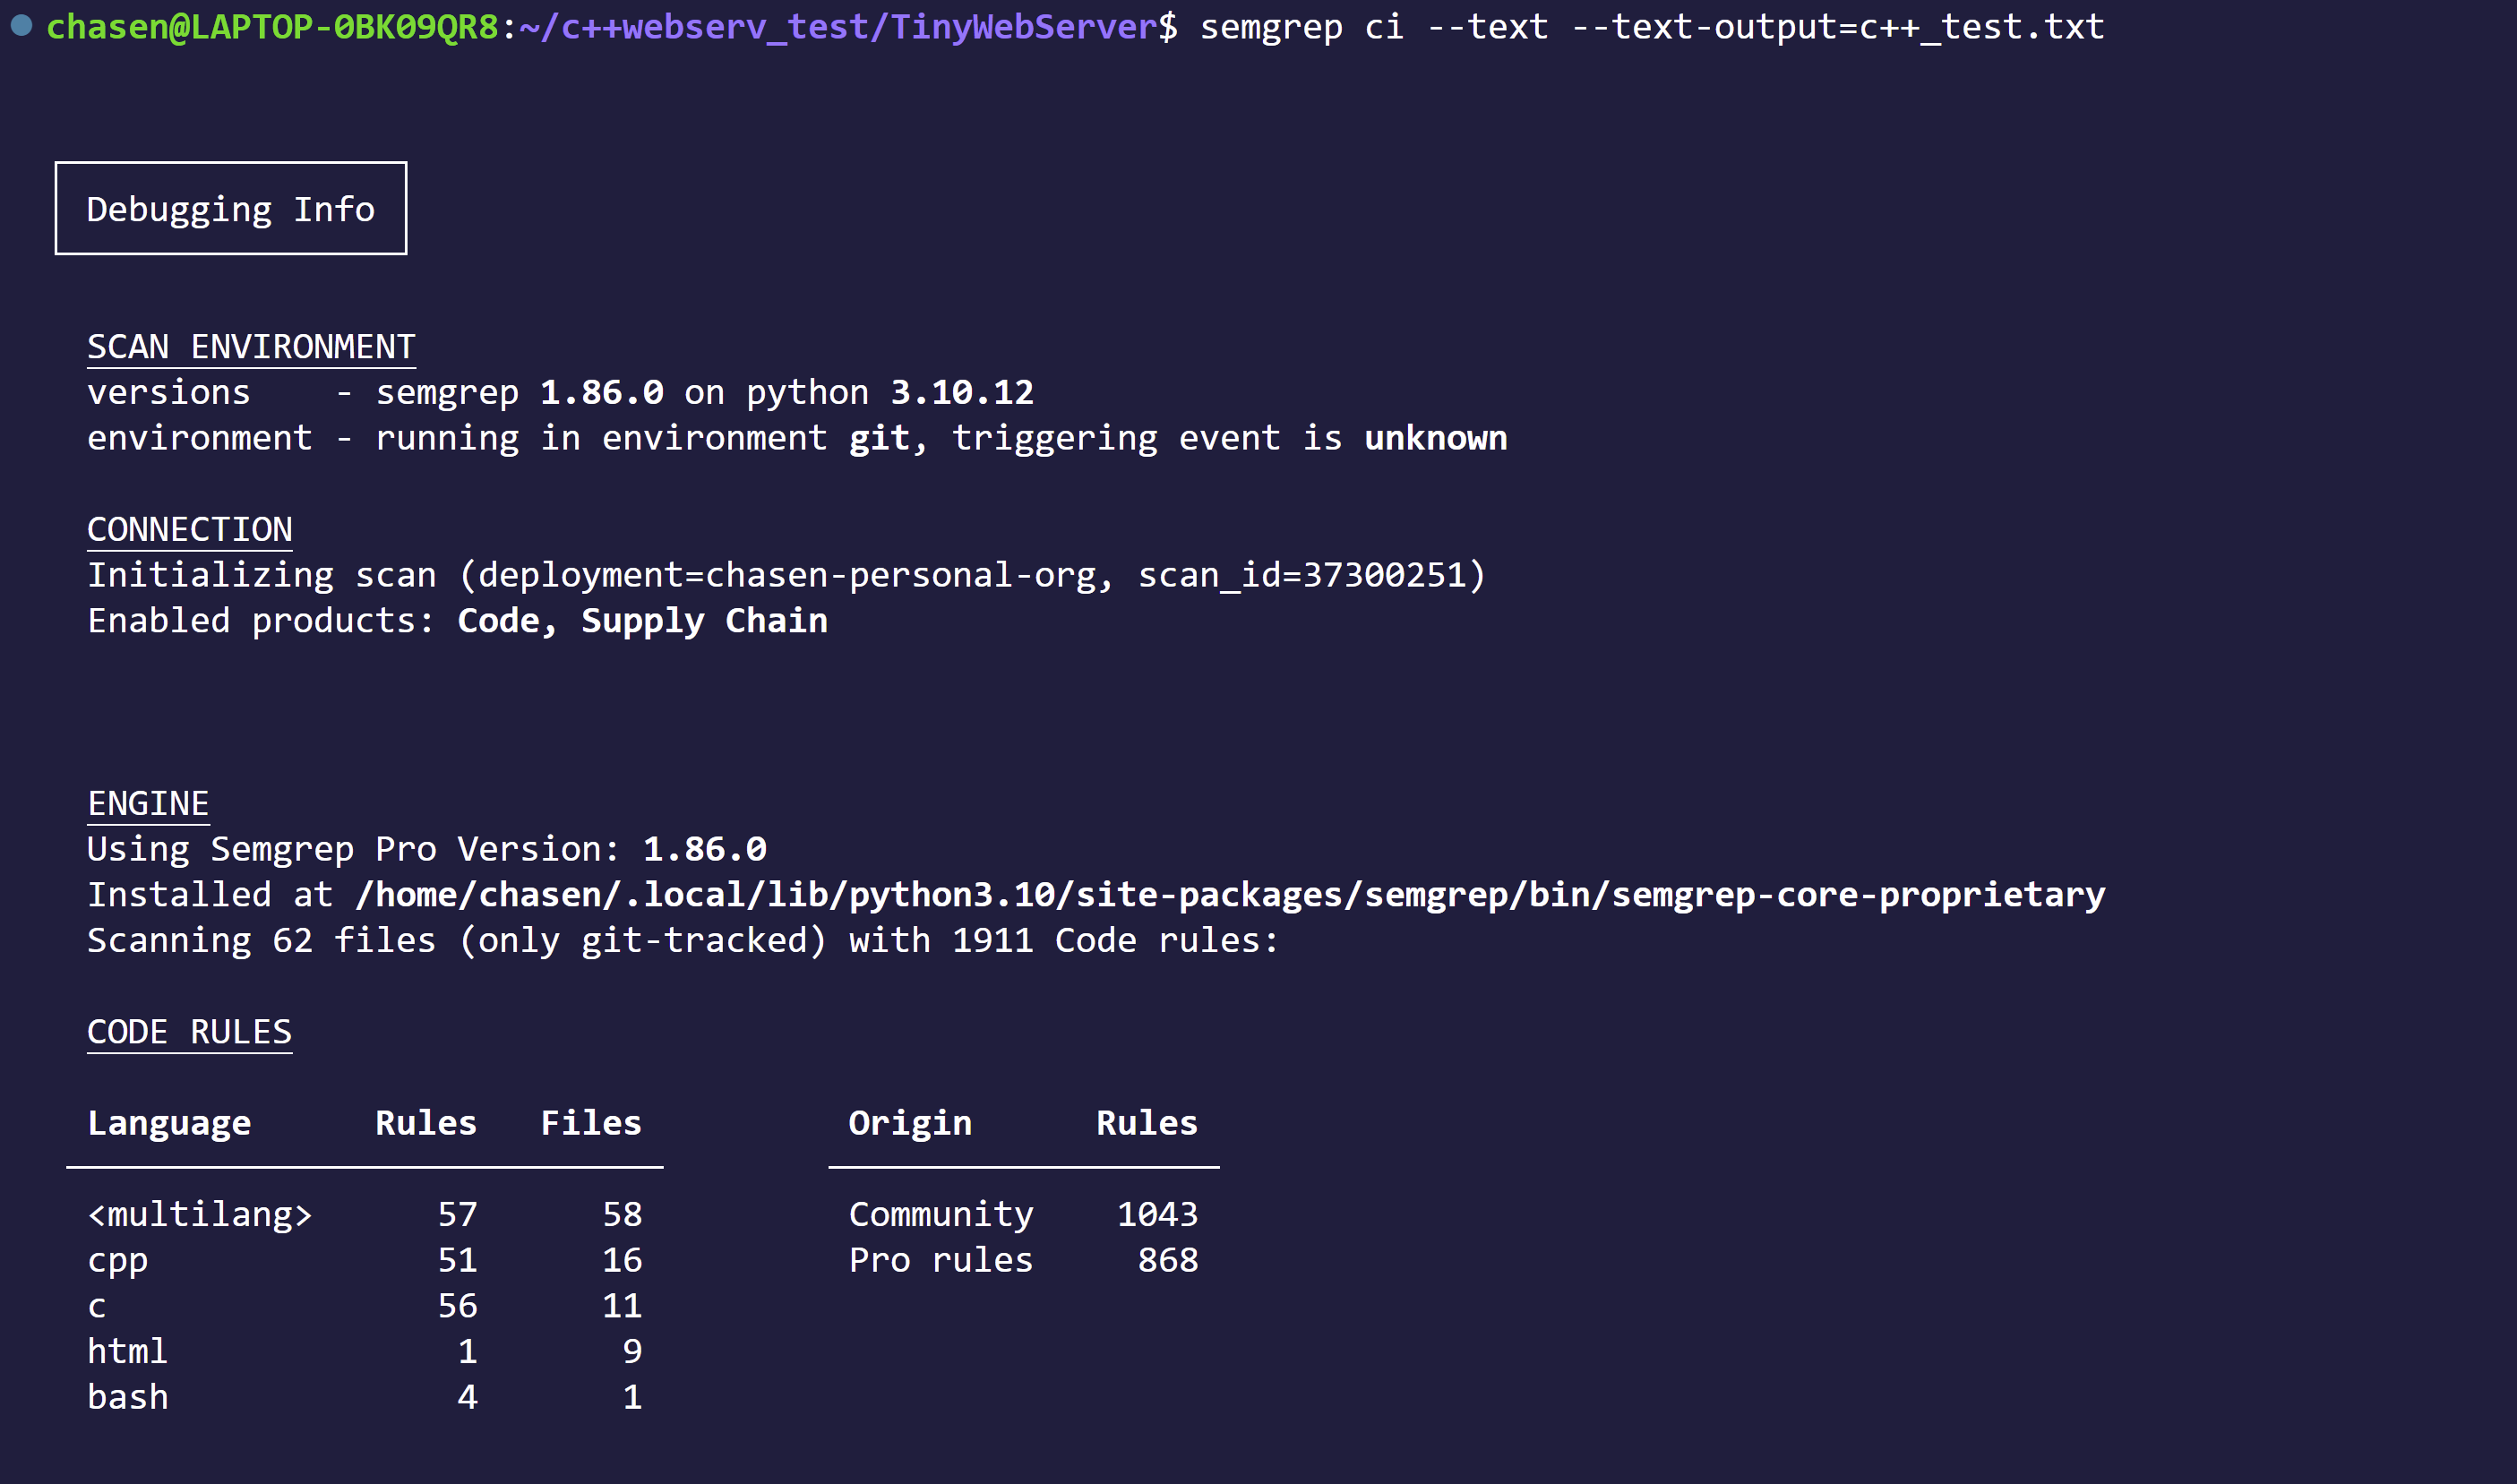 chasen@LAPTOP-0BK09QR8:~/c++webserv_test/TinyWebServer$ semgrep ci --text --text-output=c++_test.txt
Debugging Info
SCAN ENVIRONMENT
versions    - semgrep 1.86.0 on python 3.10.12
environment - running in environment git, triggering event is unknown
CONNECTION
Initializing scan (deployment=chasen-personal-org, scan_id=37300251)
Enabled products: Code, Supply Chain
ENGINE
Using Semgrep Pro Version: 1.86.0
Installed at /home/chasen/.local/lib/python3.10/site-packages/semgrep/bin/semgrep-core-proprietary
Scanning 62 files (only git-tracked) with 1911 Code rules:
CODE RULES
Language      Rules   Files          Origin      Rules
<multilang>      57      58          Community    1043
cpp              51      16          Pro rules     868
c                56      11
html              1       9
bash              4       1